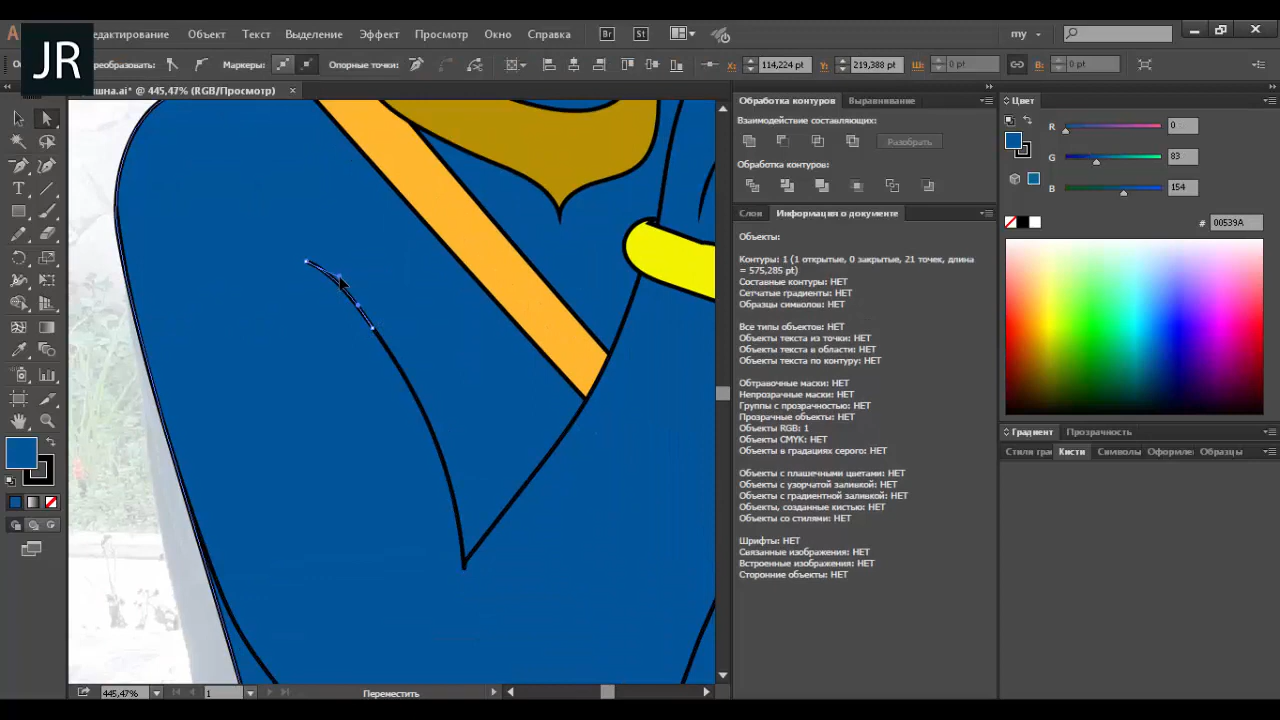 JR
дактирование Объект Текст Выделение Эффект Просмотр Окно Справка Br St my
реобразовать: Маркеры: Опорные точки: X: 114,224 pt Y: 219,388 pt Ш: 0 pt В: 0 pt
шна.ai* @ 445,47% (RGB/Просмотр)
Обработка контуров Выравнивание
Взаимодействие составляющих:
Разобрать
Обработка контуров:
Слои Информация о документе
Объекты:
Контуры: 1 (1 открытые, 0 закрытые, 21 точек, длина
= 575,285 pt)
Составные контуры: НЕТ
Сетчатые градиенты: НЕТ
Образцы символов: НЕТ
Все типы объектов: НЕТ
Объекты текста из точки: НЕТ
Объекты текста в области: НЕТ
Объекты текста по контуру: НЕТ
Обтравочные маски: НЕТ
Непрозрачные маски: НЕТ
Группы с прозрачностью: НЕТ
Прозрачные объекты: НЕТ
Объекты RGB: 1
Объекты CMYK: НЕТ
Объекты в градациях серого: НЕТ
Объекты с плашечными цветами: НЕТ
Объекты с узорчатой заливкой: НЕТ
Объекты с градиентной заливкой: НЕТ
Объекты, созданные кистью: НЕТ
Объекты со стилями: НЕТ
Шрифты: НЕТ
Связанные изображения: НЕТ
Встроенные изображения: НЕТ
Сторонние объекты: НЕТ
Цвет
R 0
G 83
B 154
# 00539A
Градиент Прозрачность
Стиля гра Кисти Символы Оформле Образцы
445,47% 1 Переместить